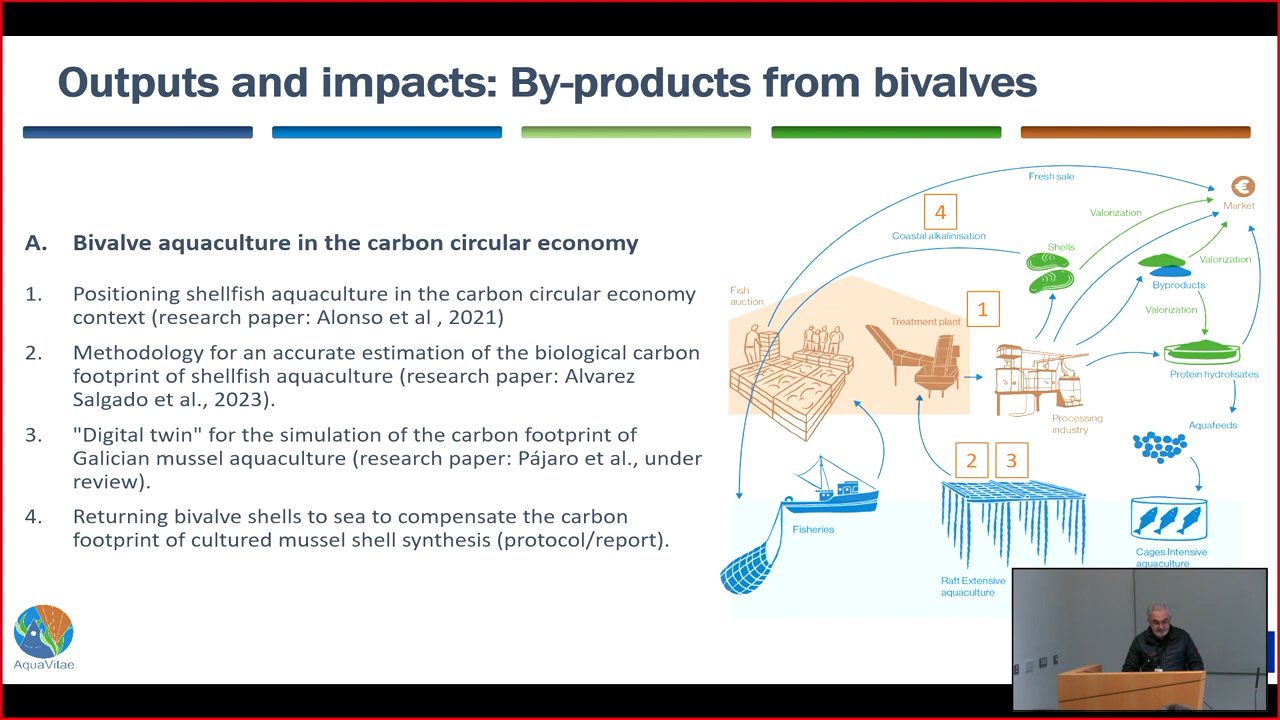 Outputs and impacts: By-products from bivalves
A. Bivalve aquaculture in the carbon circular economy
1. Positioning shellfish aquaculture in the carbon circular economy
context (research paper: Alonso et al , 2021)
2. Methodology for an accurate estimation of the biological carbon
footprint of shellfish aquaculture (research paper: Alvarez
Salgado et al., 2023).
3. "Digital twin" for the simulation of the carbon footprint of
Galician mussel aquaculture (research paper: Pájaro et al., under
review).
4. Returning bivalve shells to sea to compensate the carbon
footprint of cultured mussel shell synthesis (protocol/report).
Fresh sale
€
Market
4
Valorization
Coastal alkalinisation
Shells
Valorization
Byproducts
Fish
auction
1
Valorization
Treatment plant
Protein hydrolisates
Processing
industry
Aquafeeds
2 3
Fisheries
Cages Intensive
aquaculture
Raft Extensive
aquaculture
AquaVitae